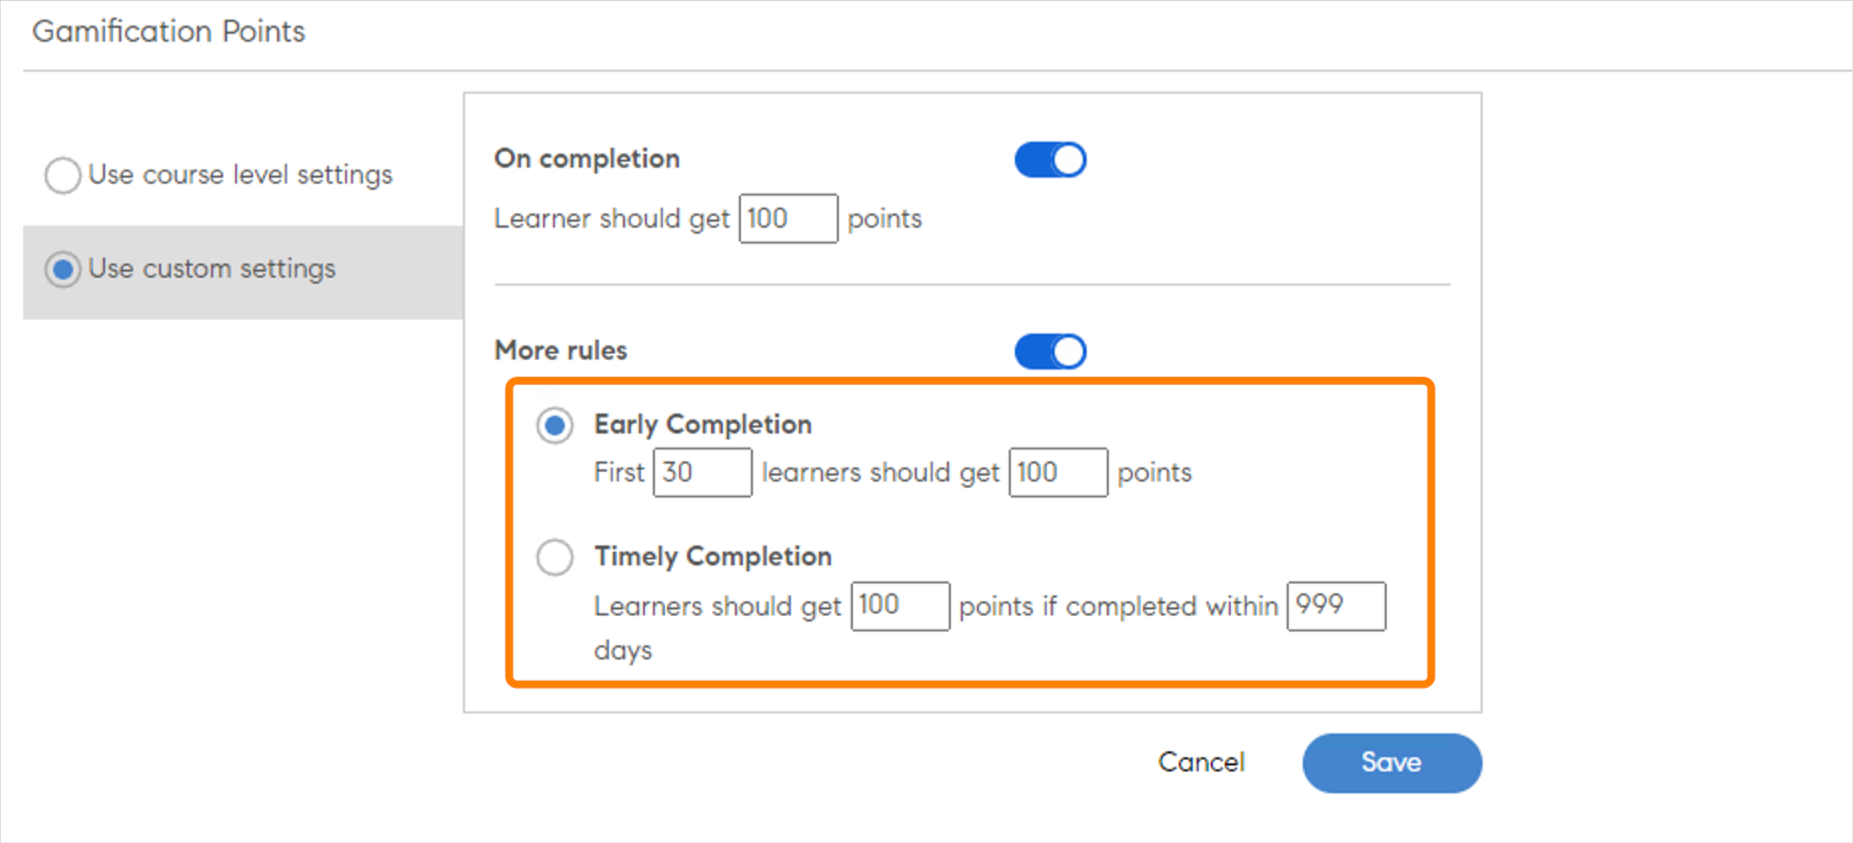 Gamification Points
Use course level settings
Use custom settings
On completion
Learner should get 100 points
More rules
Early Completion
First 30 learners should get 100 points
Timely Completion
Learners should get 100 points if completed within 999
days
Cancel
Save